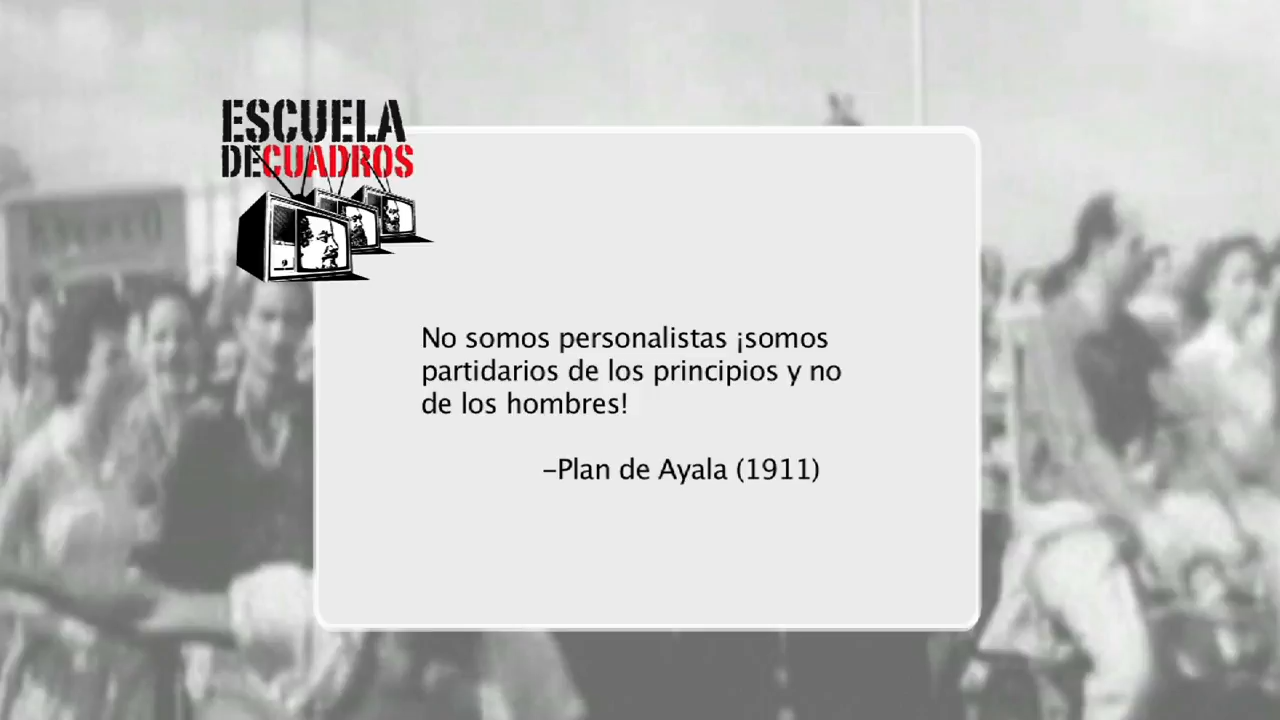 ESCUELA
DECUADROS
No somos personalistas ¡somos
partidarios de los principios y no
de los hombres!
–Plan de Ayala (1911)